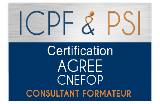 ICPF & PSI
Certification
AGREE
CNEFOP
CONSULTANT FORMATEUR